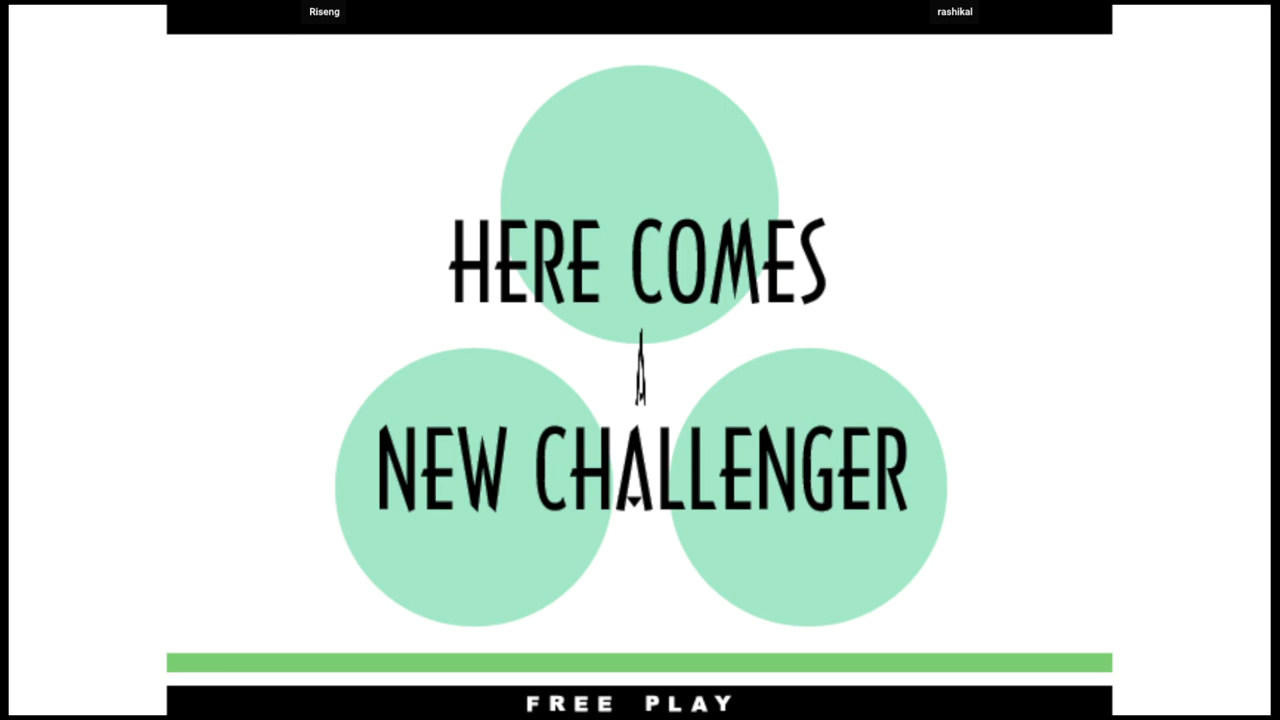 Riseng
rashikal
HERE COMES
A
NEW CHALLENGER
FREE PLAY